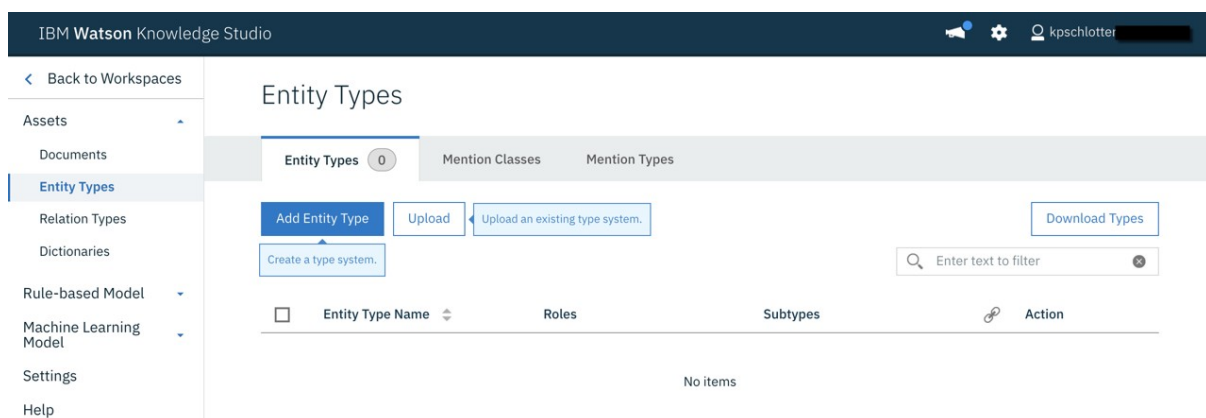 IBM Watson Knowledge Studio
kpschlotter
Back to Workspaces
Assets
Documents
Entity Types
Relation Types
Dictionaries
Rule-based Model
Machine Learning
Model
Settings
Help
Entity Types
Entity Types 0 Mention Classes Mention Types
Add Entity Type Upload Upload an existing type system. Download Types
Create a type system.
Enter text to filter
Entity Type Name Roles Subtypes Action
No items